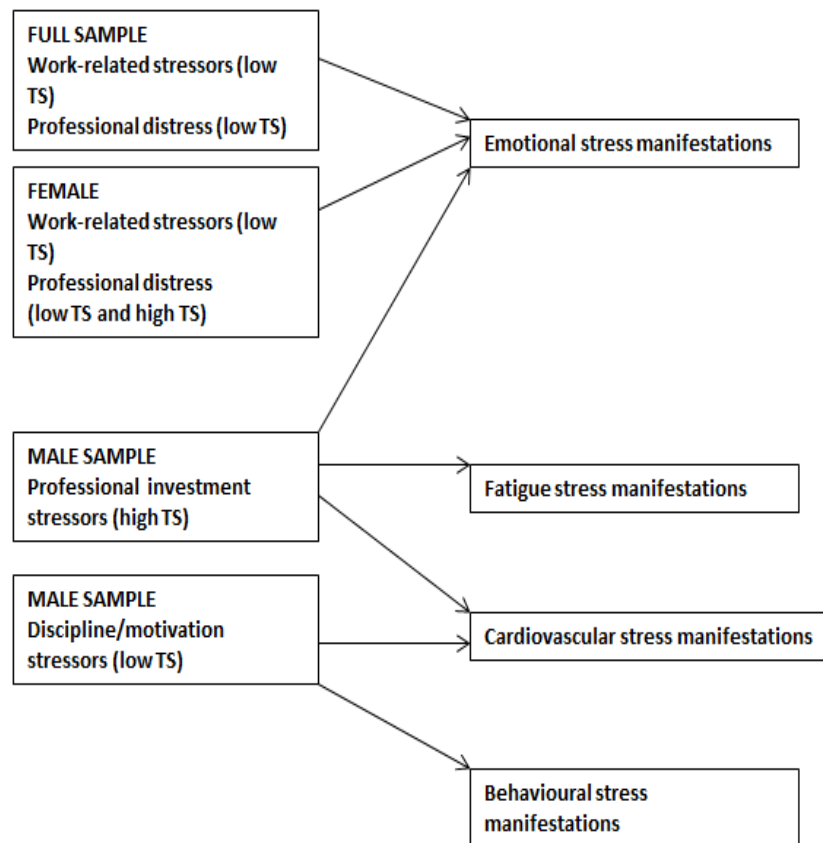 FULL SAMPLE
Work-related stressors (low
TS)
Professional distress (low TS)
Emotional stress manifestations
FEMALE
Work-related stressors (low
TS)
Professional distress
(low TS and high TS)
MALE SAMPLE
Professional investment
stressors (high TS)
Fatigue stress manifestations
MALE SAMPLE
Discipline/motivation
stressors (low TS)
Cardiovascular stress manifestations
Behavioural stress
manifestations